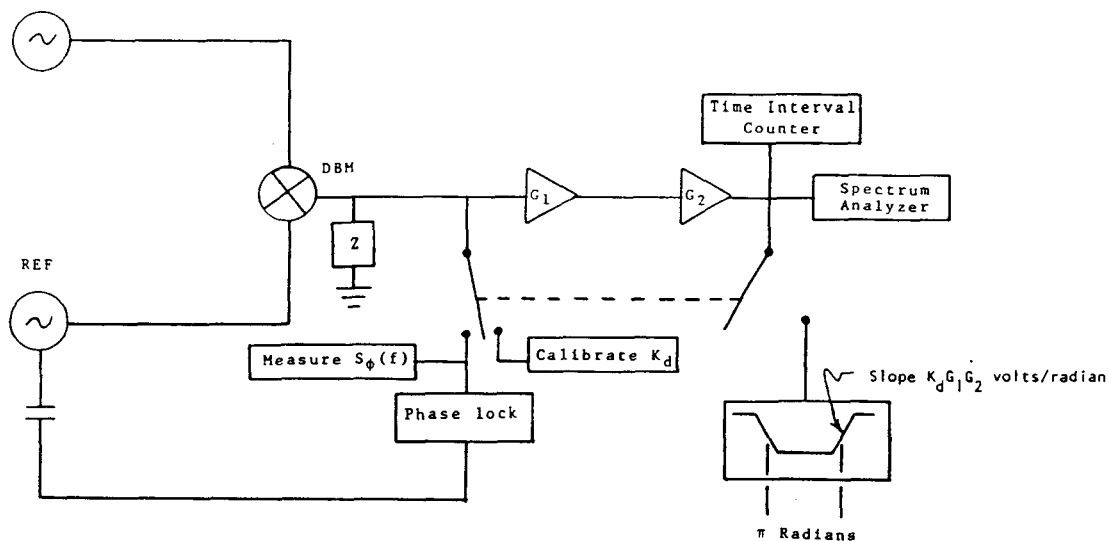 Time Interval
Counter
DBM
G1
G2
Spectrum
Analyzer
Z
REF
Measure Sϕ(f)
Calibrate Kd
Slope KdG1G2 volts/radian
Phase lock
π Radians